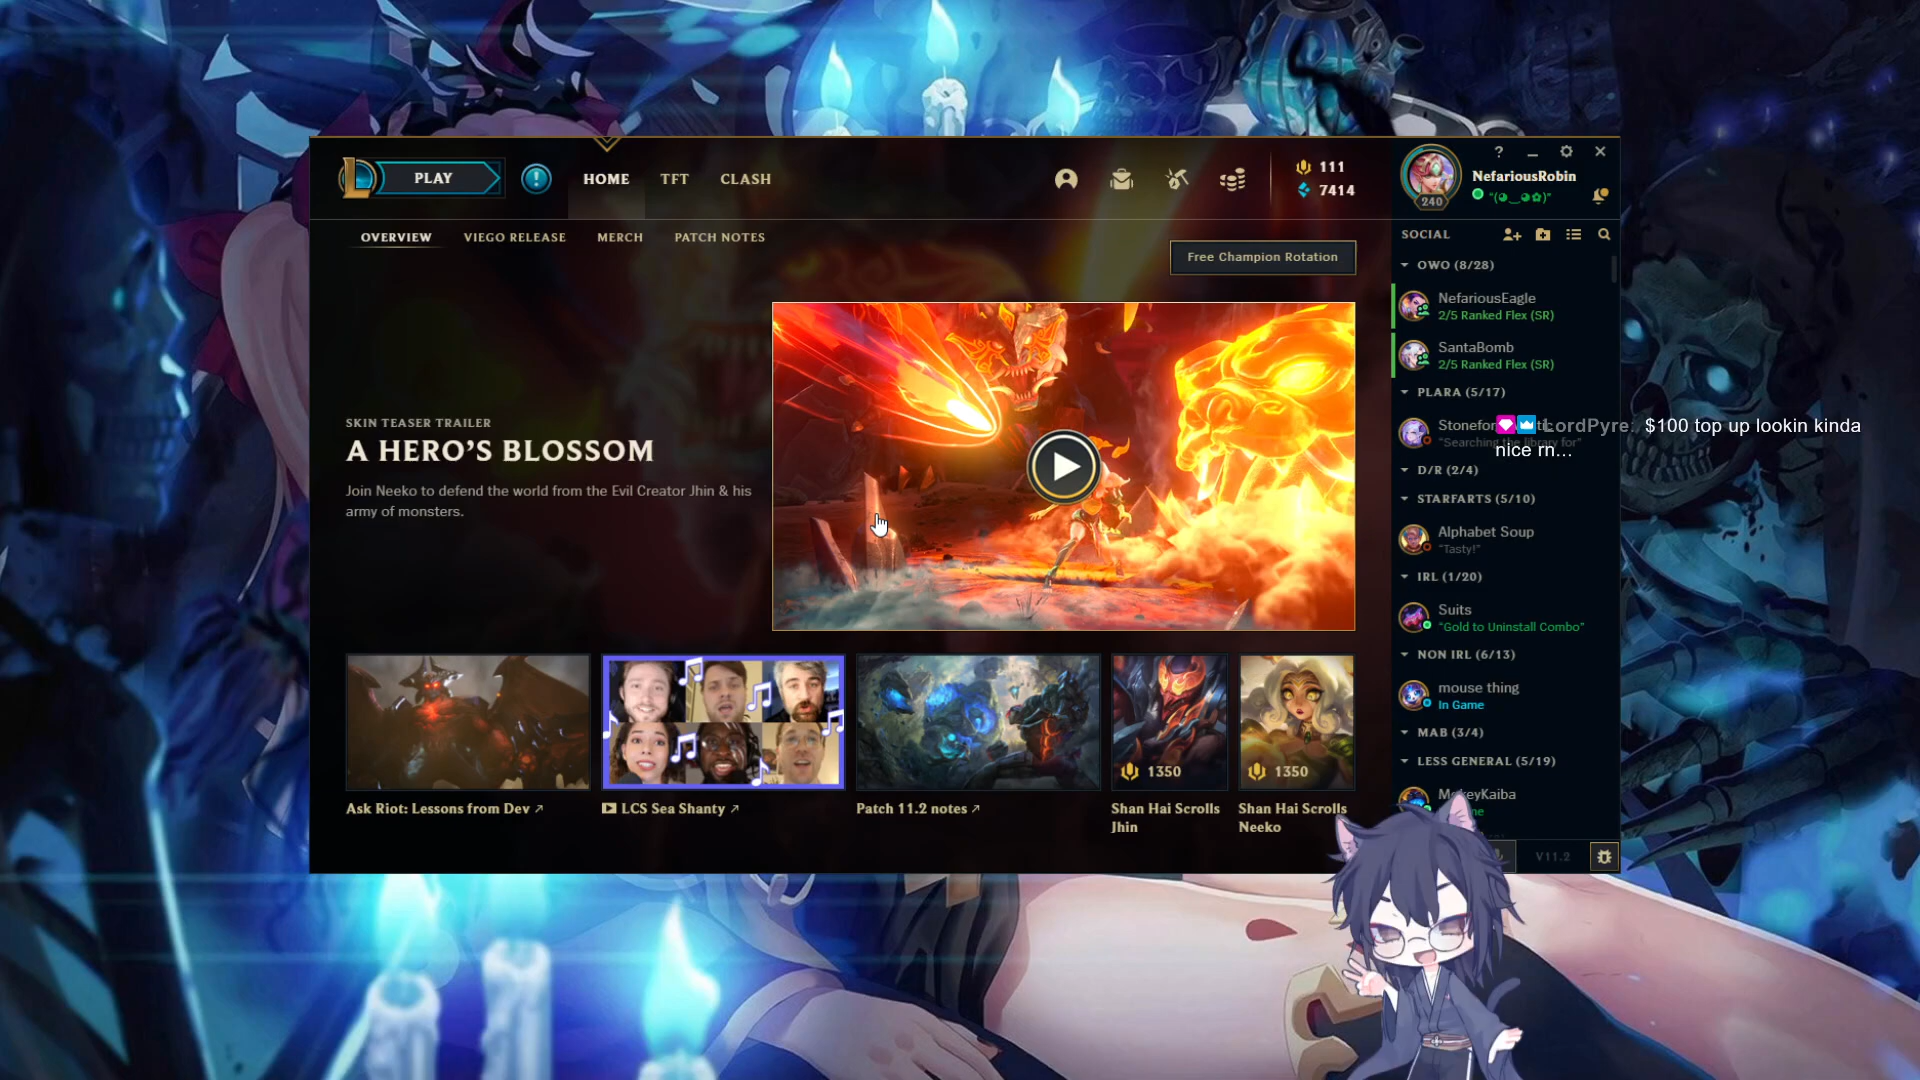 PLAY
HOME
TFT
CLASH
111
7414
240
NefariousRobin
OVERVIEW
VIEGO RELEASE
MERCH
PATCH NOTES
Free Champion Rotation
SKIN TEASER TRAILER
A HERO'S BLOSSOM
Join Neeko to defend the world from the Evil Creator Jhin & his
army of monsters.
1350
1350
Ask Riot: Lessons from Dev
LCS Sea Shanty
Patch 11.2 notes
Shan Hai Scrolls
Jhin
Shan Hai Scrolls
Neeko
SOCIAL
OWO (8/28)
NefariousEagle
2/5 Ranked Flex (SR)
SantaBomb
2/5 Ranked Flex (SR)
PLARA (5/17)
"Searching the library for"
LordPyre: $100 top up lookin kinda
nice rn...
D/R (2/4)
STARFARTS (5/10)
Alphabet Soup
"Tasty!"
IRL (1/20)
Suits
"Gold to Uninstall Combo"
NON IRL (6/13)
mouse thing
In Game
MAB (3/4)
LESS GENERAL (5/19)
V11.2